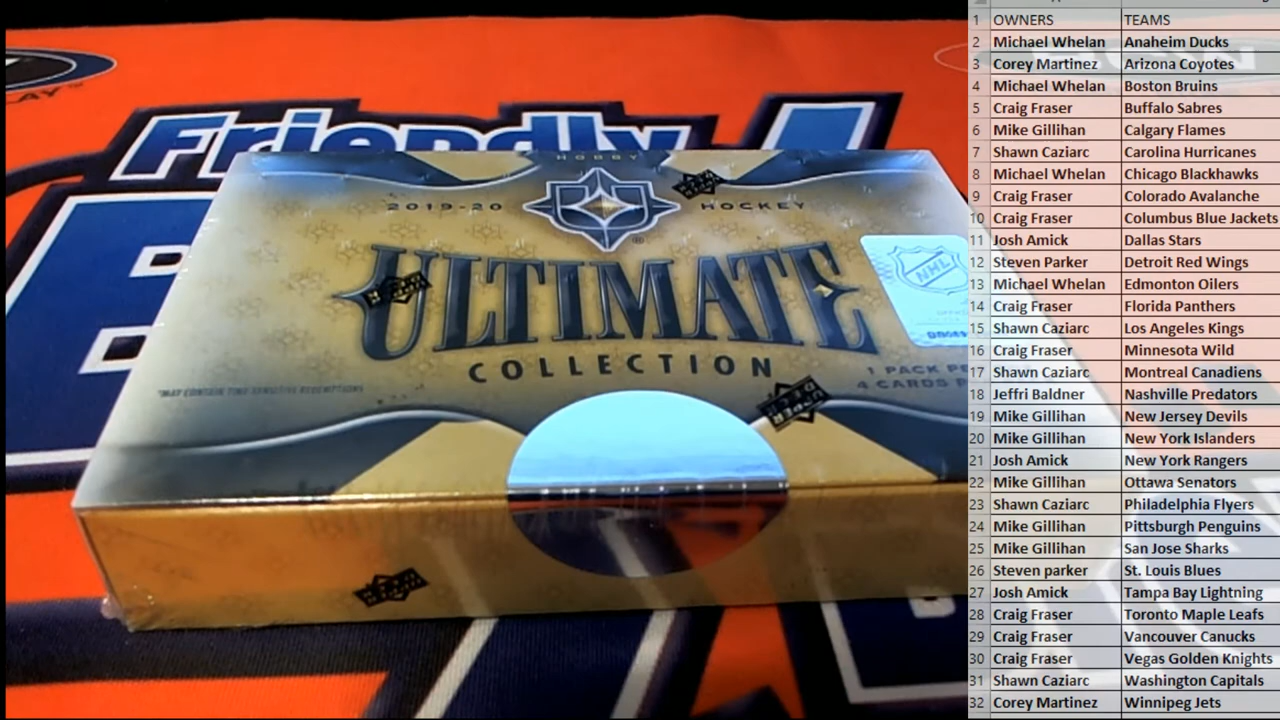 Friendly
HOBBY
2019-20 HOCKEY
ULTIMATE
COLLECTION
NHL
1 PACK PE
4 CARDS P
*MAY CONTAIN TIME SENSITIVE REDEMPTIONS
UPPER DECK
1 OWNERS TEAMS
2 Michael Whelan Anaheim Ducks
3 Corey Martinez Arizona Coyotes
4 Michael Whelan Boston Bruins
5 Craig Fraser Buffalo Sabres
6 Mike Gillihan Calgary Flames
7 Shawn Caziarc Carolina Hurricanes
8 Michael Whelan Chicago Blackhawks
9 Craig Fraser Colorado Avalanche
10 Craig Fraser Columbus Blue Jackets
11 Josh Amick Dallas Stars
12 Steven Parker Detroit Red Wings
13 Michael Whelan Edmonton Oilers
14 Craig Fraser Florida Panthers
15 Shawn Caziarc Los Angeles Kings
16 Craig Fraser Minnesota Wild
17 Shawn Caziarc Montreal Canadiens
18 Jeffri Baldner Nashville Predators
19 Mike Gillihan New Jersey Devils
20 Mike Gillihan New York Islanders
21 Josh Amick New York Rangers
22 Mike Gillihan Ottawa Senators
23 Shawn Caziarc Philadelphia Flyers
24 Mike Gillihan Pittsburgh Penguins
25 Mike Gillihan San Jose Sharks
26 Steven parker St. Louis Blues
27 Josh Amick Tampa Bay Lightning
28 Craig Fraser Toronto Maple Leafs
29 Craig Fraser Vancouver Canucks
30 Craig Fraser Vegas Golden Knights
31 Shawn Caziarc Washington Capitals
32 Corey Martinez Winnipeg Jets